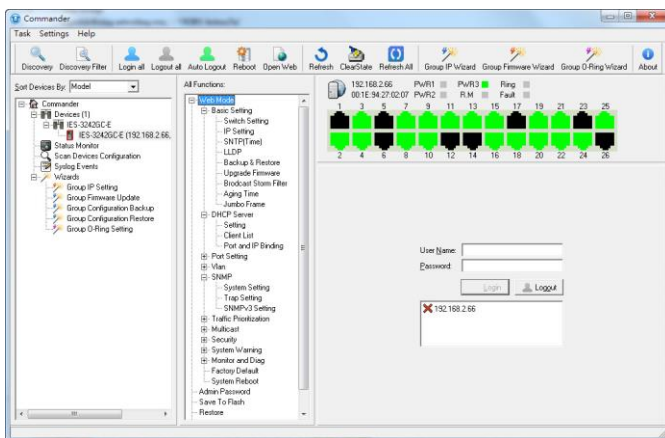 Commander
Task Settings Help
Discovery Discovery Filter Login all Logout all Auto Logout Reboot Open Web Refresh ClearState Refresh All Group IP Wizard Group Firmware Wizard Group O-Ring Wizard About
Sort Devices By: Model
Commander
Devices (1)
IES-3242GC-E
IES-3242GC-E (192.168.2.66,
Status Monitor
Scan Devices Configuration
Syslog Events
Wizards
Group IP Setting
Group Firmware Update
Group Configuration Backup
Group Configuration Restore
Group O-Ring Setting
All Functions:
Web Mode
Basic Setting
Switch Setting
IP Setting
SNTP(Time)
LLDP
Backup & Restore
Upgrade Firmware
Brodcast Storm Filter
Aging Time
Jumbo Frame
DHCP Server
Setting
Client List
Port and IP Binding
Port Setting
Vlan
SNMP
System Setting
Trap Setting
SNMPv3 Setting
Traffic Prioritization
Multicast
Security
System Warning
Monitor and Diag
Factory Default
System Reboot
Admin Password
Save To Flash
Restore
192.168.2.66 PWR1 PWR3 Ring
00:1E:94:27:02:07 PWR2 R.M Fault
1 3 5 7 9 11 13 15 17 19 21 23 25
2 4 6 8 10 12 14 16 18 20 22 24 26
User Name:
Password:
Login Logout
192.168.2.66